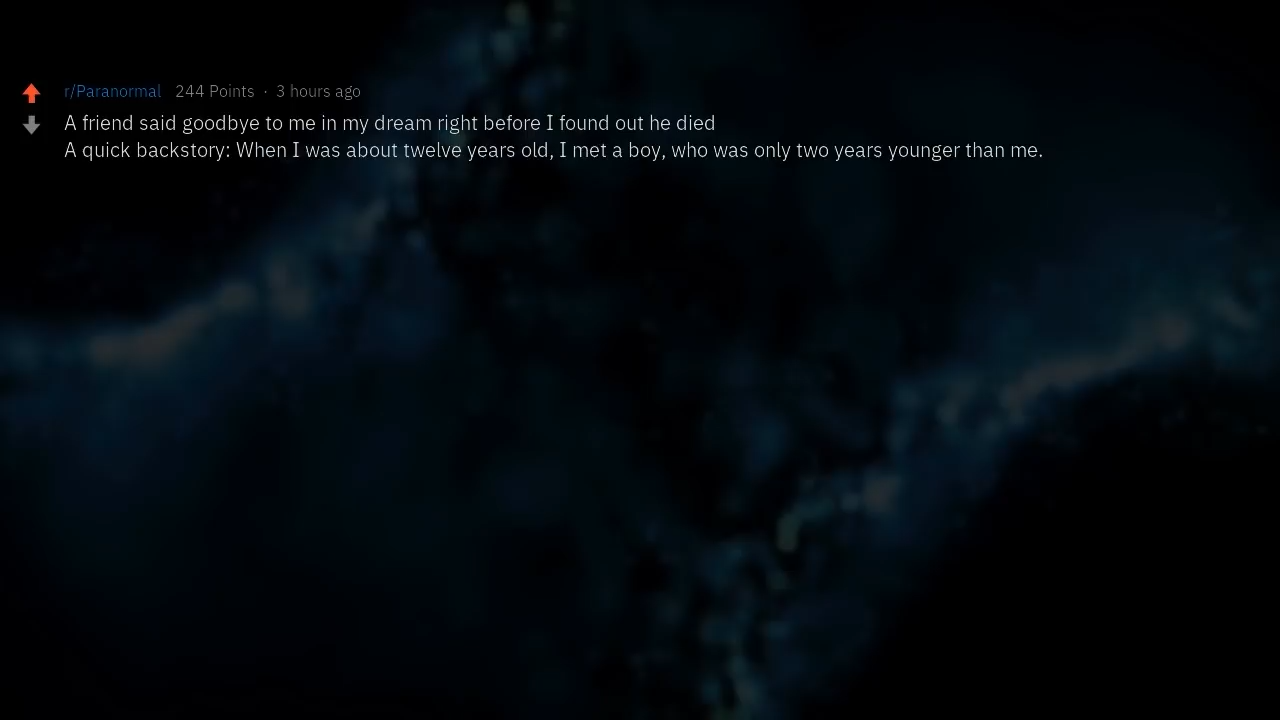 r/Paranormal 244 Points · 3 hours ago
A friend said goodbye to me in my dream right before I found out he died
A quick backstory: When I was about twelve years old, I met a boy, who was only two years younger than me.